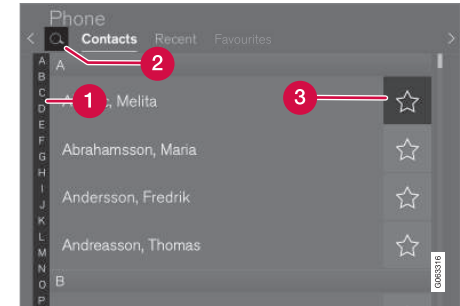 Phone
Contacts Recent Favourites
2
A
A
B
C
D
E
F
G
H
I
J
K
L
M
N
O
P
1
, Melita
3
Abrahamsson, Maria
Andersson, Fredrik
Andreasson, Thomas
B
G063316